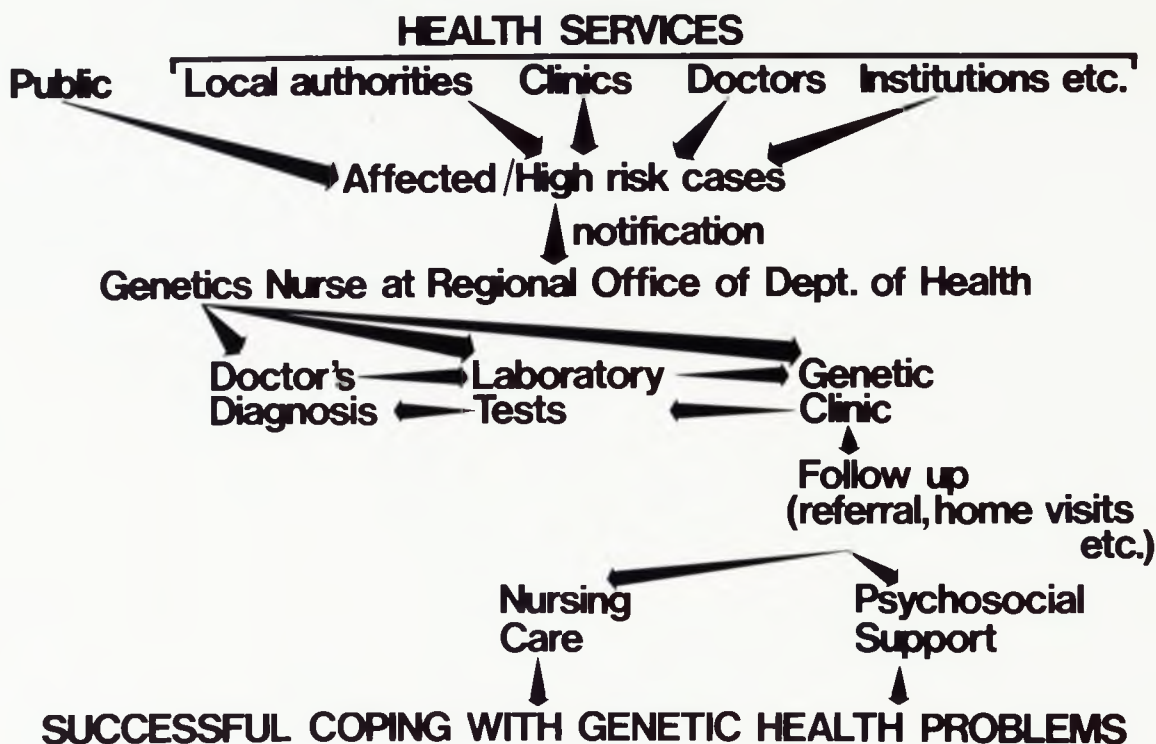 HEALTH SERVICES
Public Local authorities Clinics Doctors Institutions etc.
Affected/High risk cases
notification
Genetics Nurse at Regional Office of Dept. of Health
Doctor's Laboratory Genetic
Diagnosis Tests Clinic
Follow up
(referral, home visits
etc.)
Nursing Psychosocial
Care Support
SUCCESSFUL COPING WITH GENETIC HEALTH PROBLEMS